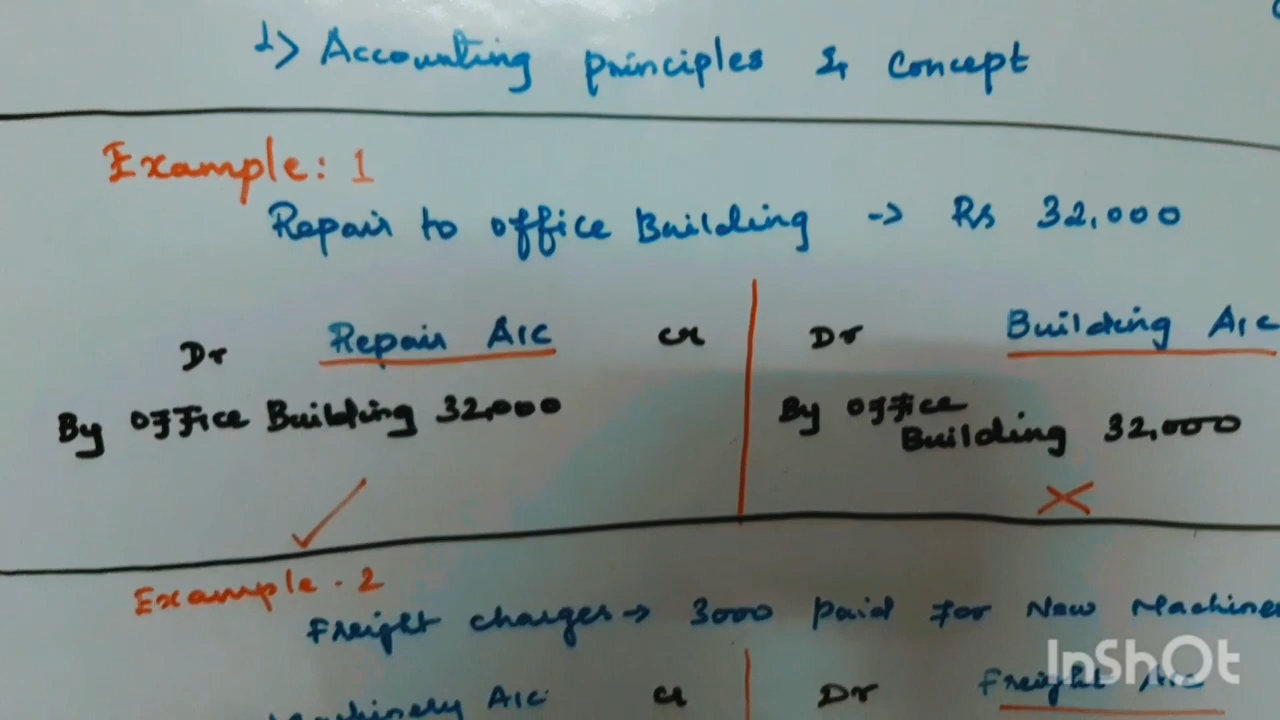 1) Accounting principles & concept
Example: 1
Repair to office Building -> Rs 32,000
Dr Repair A/C Cr
By Office Building 32,000
Dr Building A/C
By Office
Building 32,000
Example - 2
Freight charges -> 3000 Paid for New Machiner
Machinery A/C Cr
Dr Freight A/C
InShOt